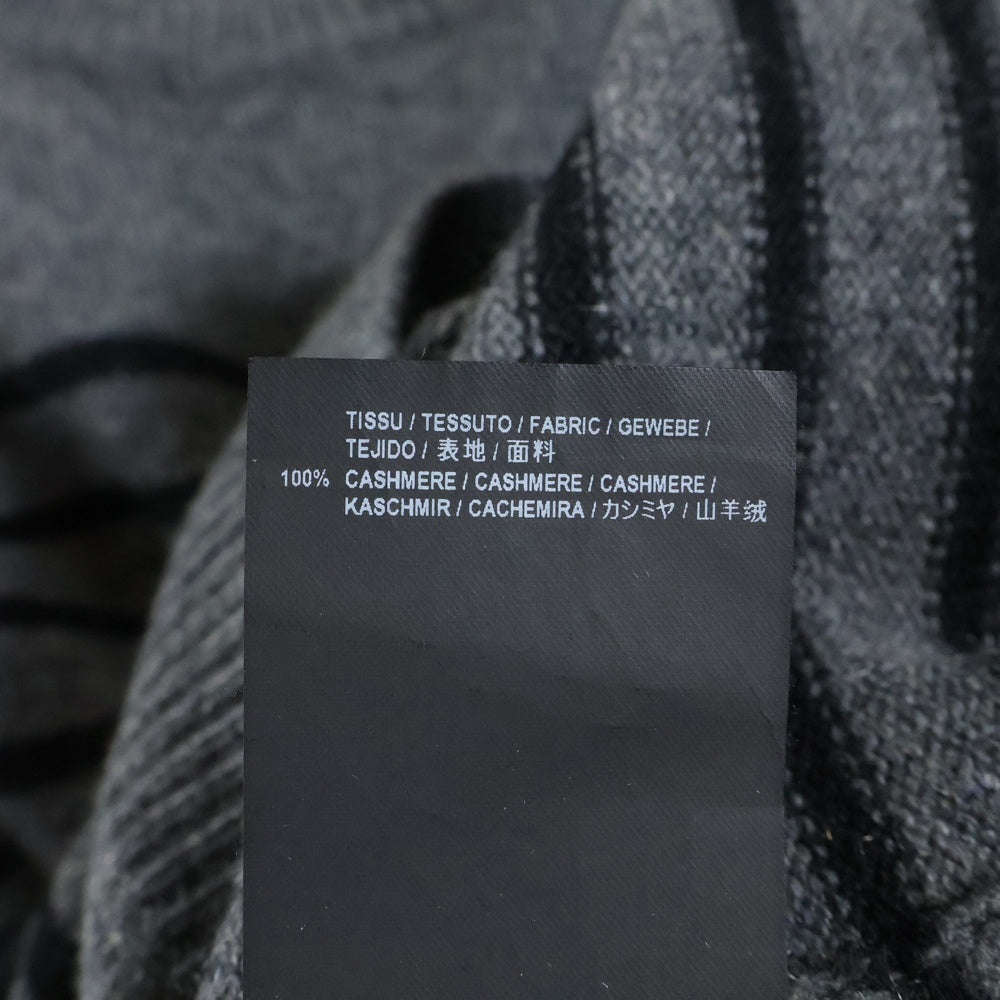 TISSU / TESSUTO / FABRIC / GEWEBE /
TEJIDO / 表地 / 面料
100% CASHMERE / CASHMERE / CASHMERE /
KASCHMIR / CACHEMIRA / カシミヤ / 山羊绒